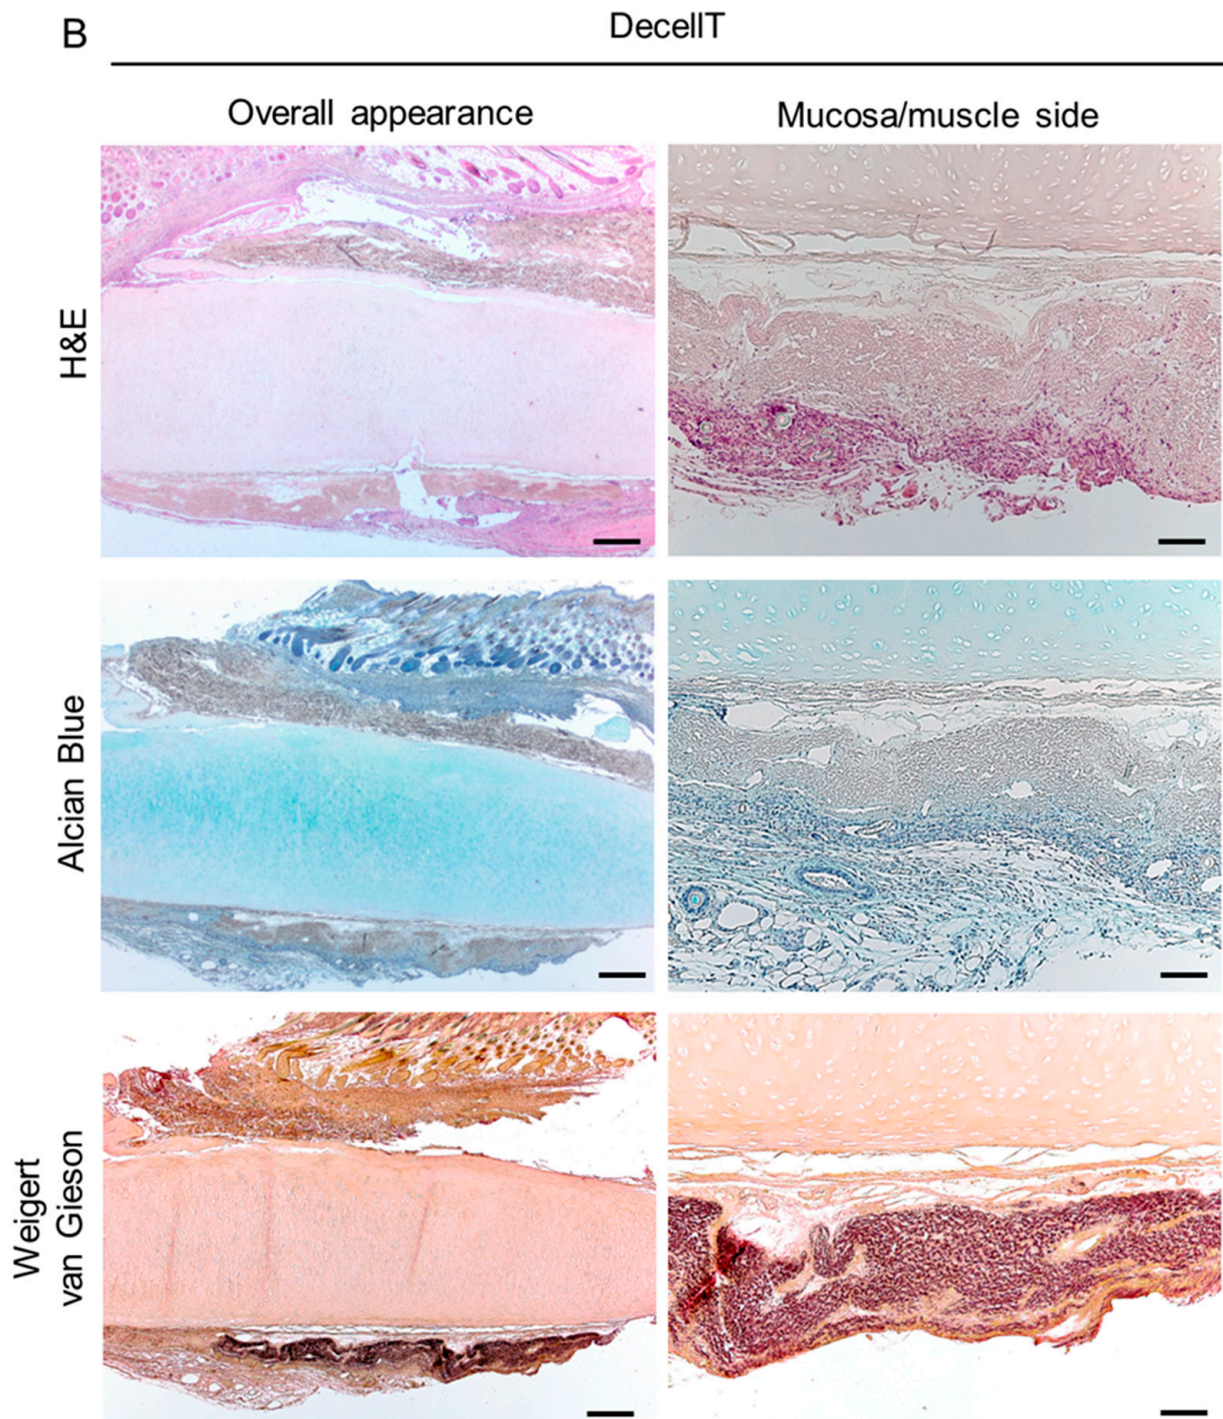 B
DecellT
Overall appearance
Mucosa/muscle side
H&E
Alcian Blue
Weigert
van Gieson